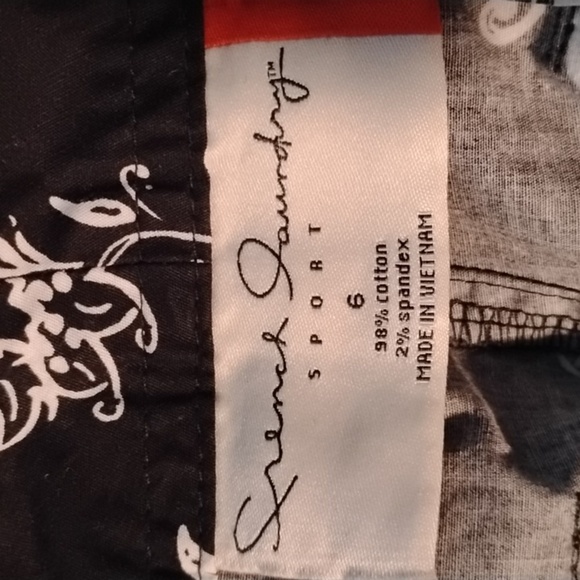 French Laundry™
SPORT
6
98% cotton
2% spandex
MADE IN VIETNAM